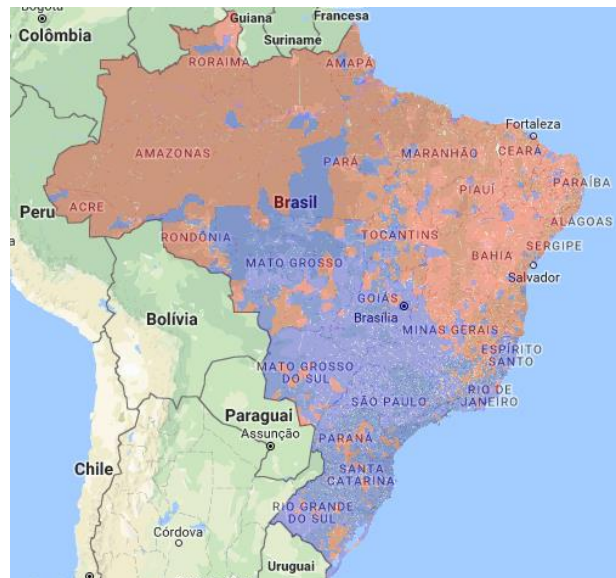 Bogotá
Colômbia
Guiana
Francesa
Suriname
RORAIMA
AMAPÁ
Fortaleza
AMAZONAS
PARÁ
MARANHÃO
CEARÁ
PIAUÍ
PARAÍBA
ACRE
Peru
Brasil
ALAGOAS
RONDÔNIA
TOCANTINS
SERGIPE
BAHIA
MATO GROSSO
Salvador
Bolívia
GOIÁS
Brasília
MINAS GERAIS
ESPÍRITO
SANTO
MATO GROSSO
DO SUL
RIO DE
JANEIRO
SÃO PAULO
Paraguai
Assunção
PARANÁ
Chile
SANTA
CATARINA
RIO GRANDE
DO SUL
Córdova
Uruguai